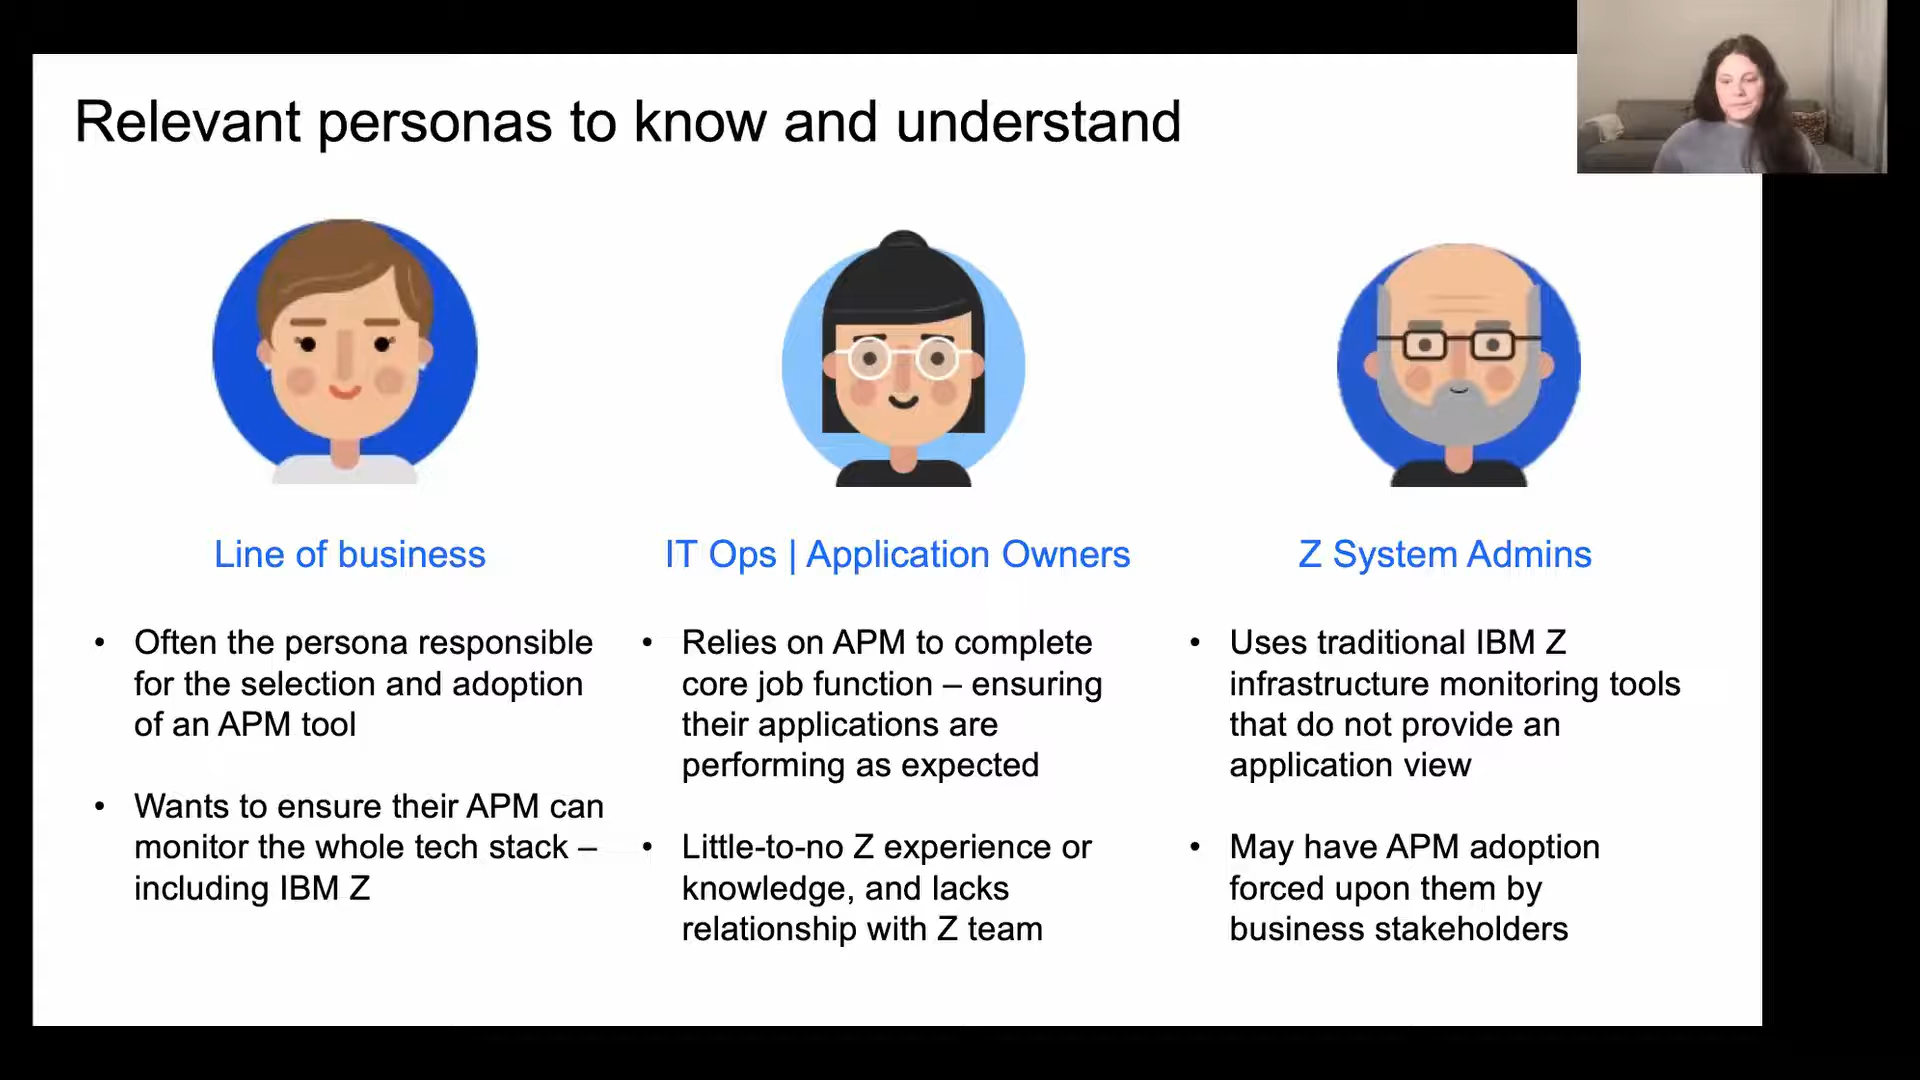 Relevant personas to know and understand
Line of business
• Often the persona responsible
for the selection and adoption
of an APM tool
• Wants to ensure their APM can
monitor the whole tech stack –
including IBM Z
IT Ops | Application Owners
• Relies on APM to complete
core job function – ensuring
their applications are
performing as expected
• Little-to-no Z experience or
knowledge, and lacks
relationship with Z team
Z System Admins
• Uses traditional IBM Z
infrastructure monitoring tools
that do not provide an
application view
• May have APM adoption
forced upon them by
business stakeholders